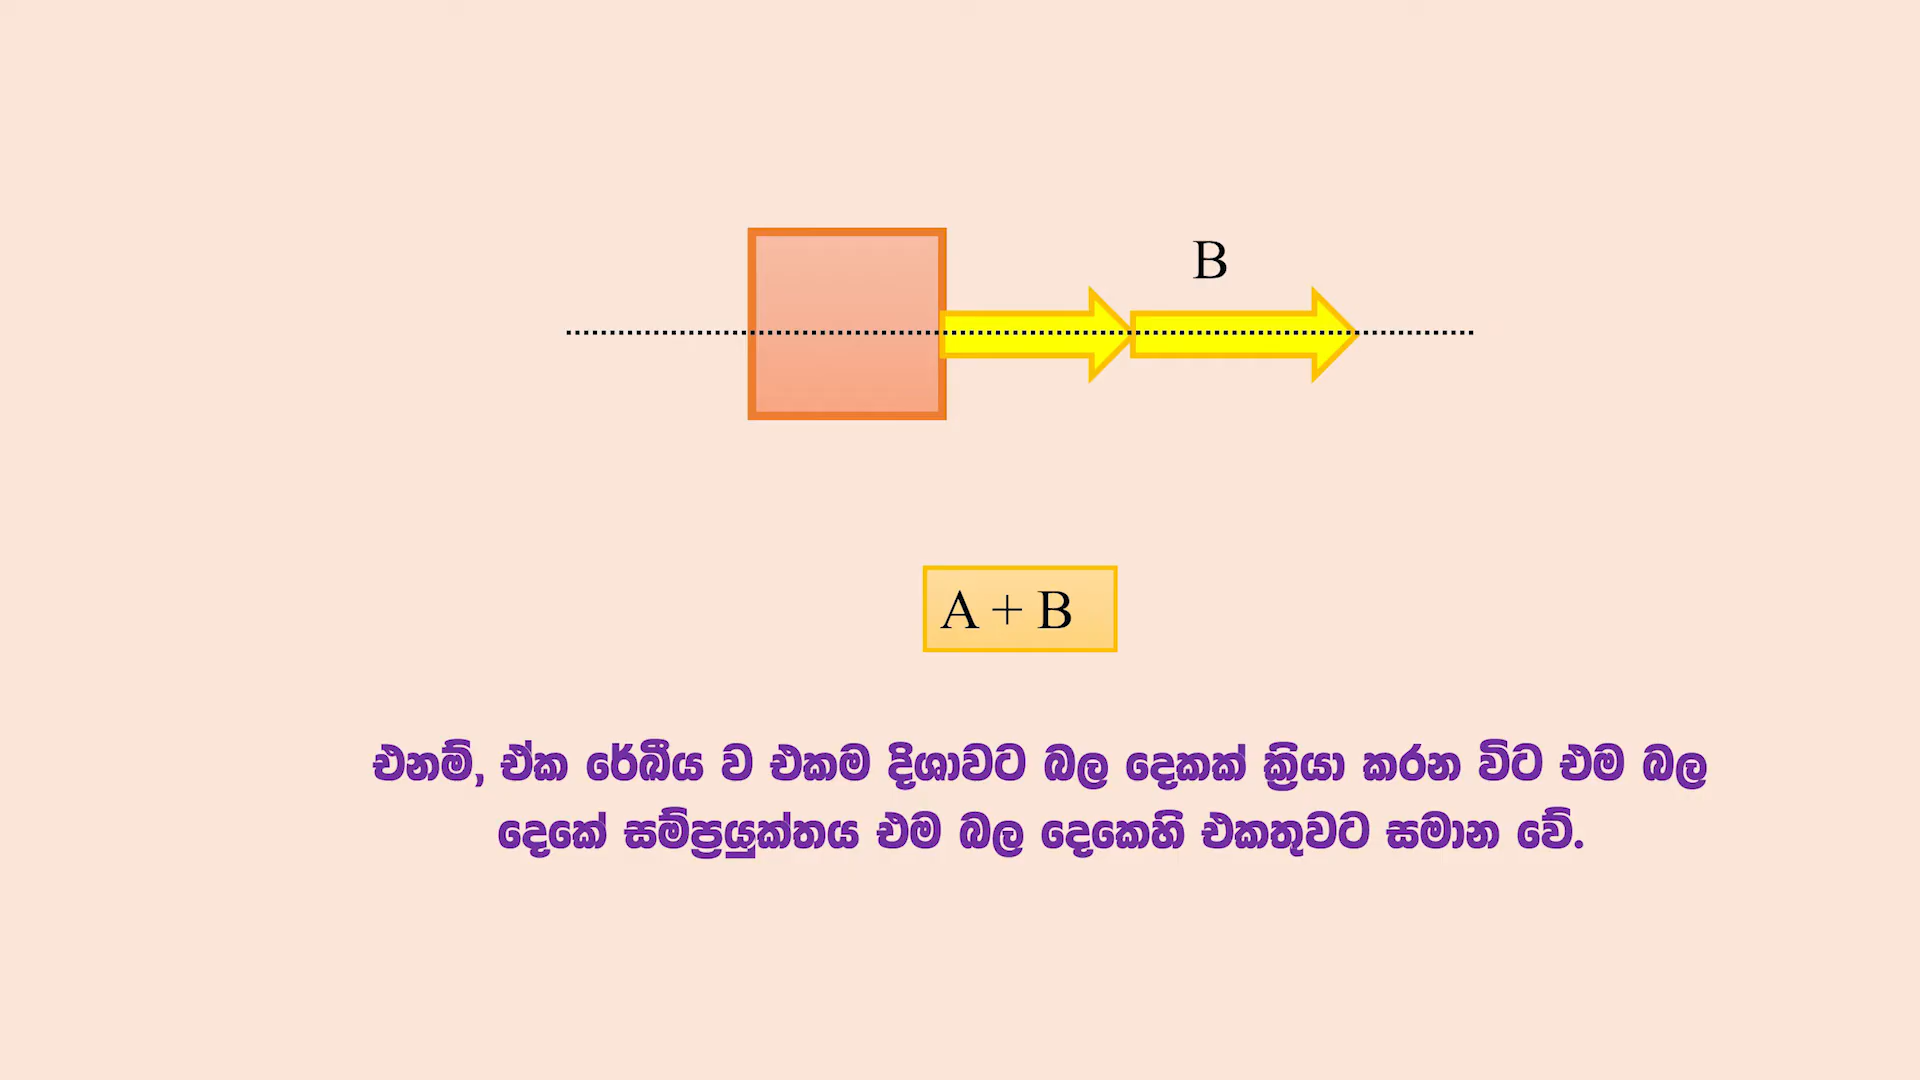 B
A + B
එනම්, ඒක රේඛීය ව එකම දිශාවට බල දෙකක් ක්‍රියා කරන විට එම බල
දෙකේ සම්ප්‍රයුක්තය එම බල දෙකෙහි එකතුවට සමාන වේ.